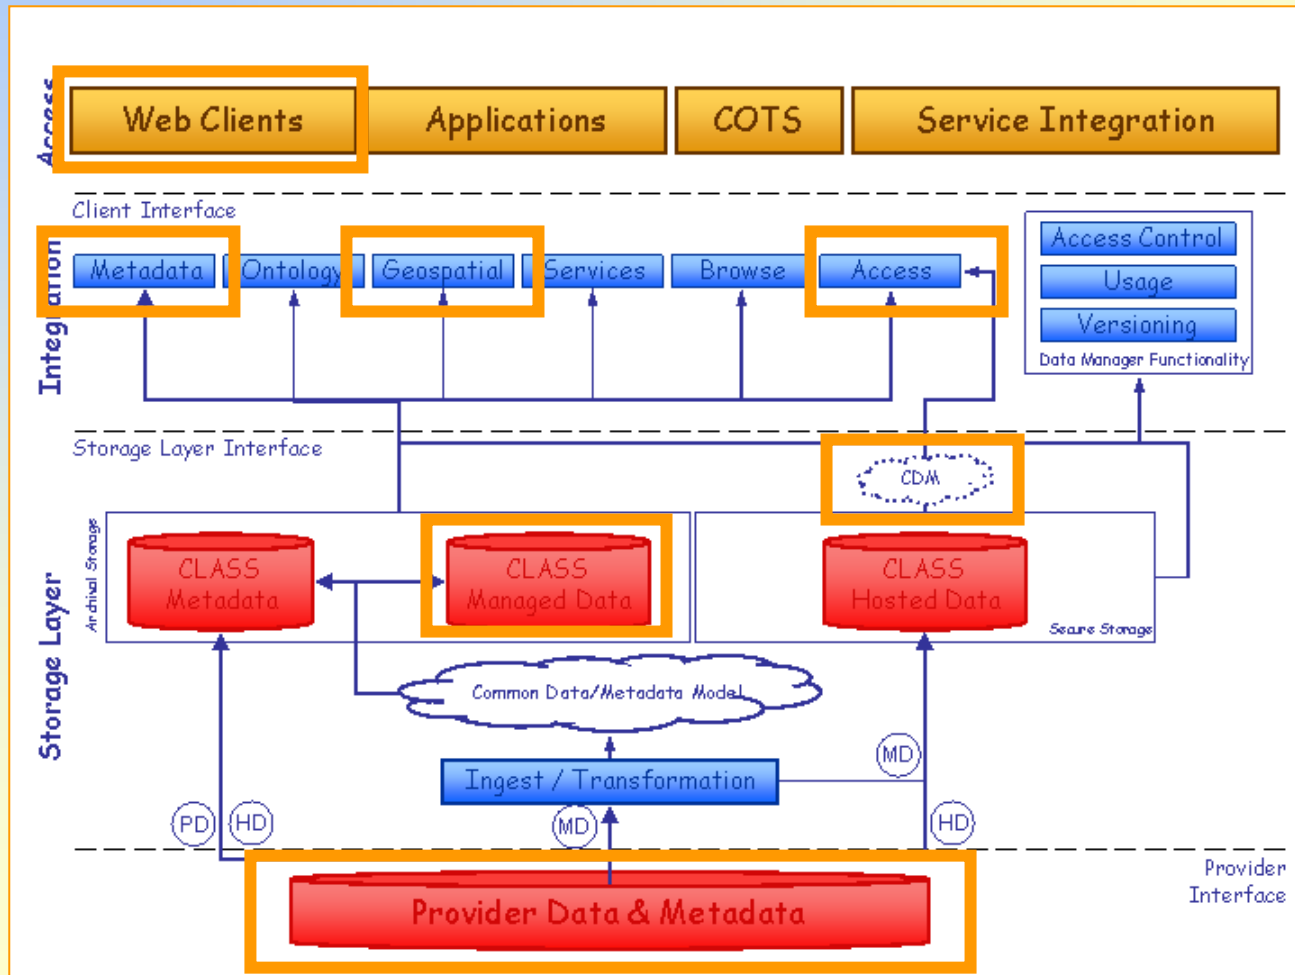 Access
Web Clients
Applications
COTS
Service Integration
Client Interface
Integration
Metadata
Ontology
Geospatial
Services
Browse
Access
Access Control
Usage
Versioning
Data Manager Functionality
Storage Layer Interface
CDM
Storage Layer
Archival Storage
CLASS
Metadata
CLASS
Managed Data
CLASS
Hosted Data
Secure Storage
Common Data/Metadata Model
Ingest / Transformation
MD
PD
HD
MD
HD
Provider
Interface
Provider Data & Metadata